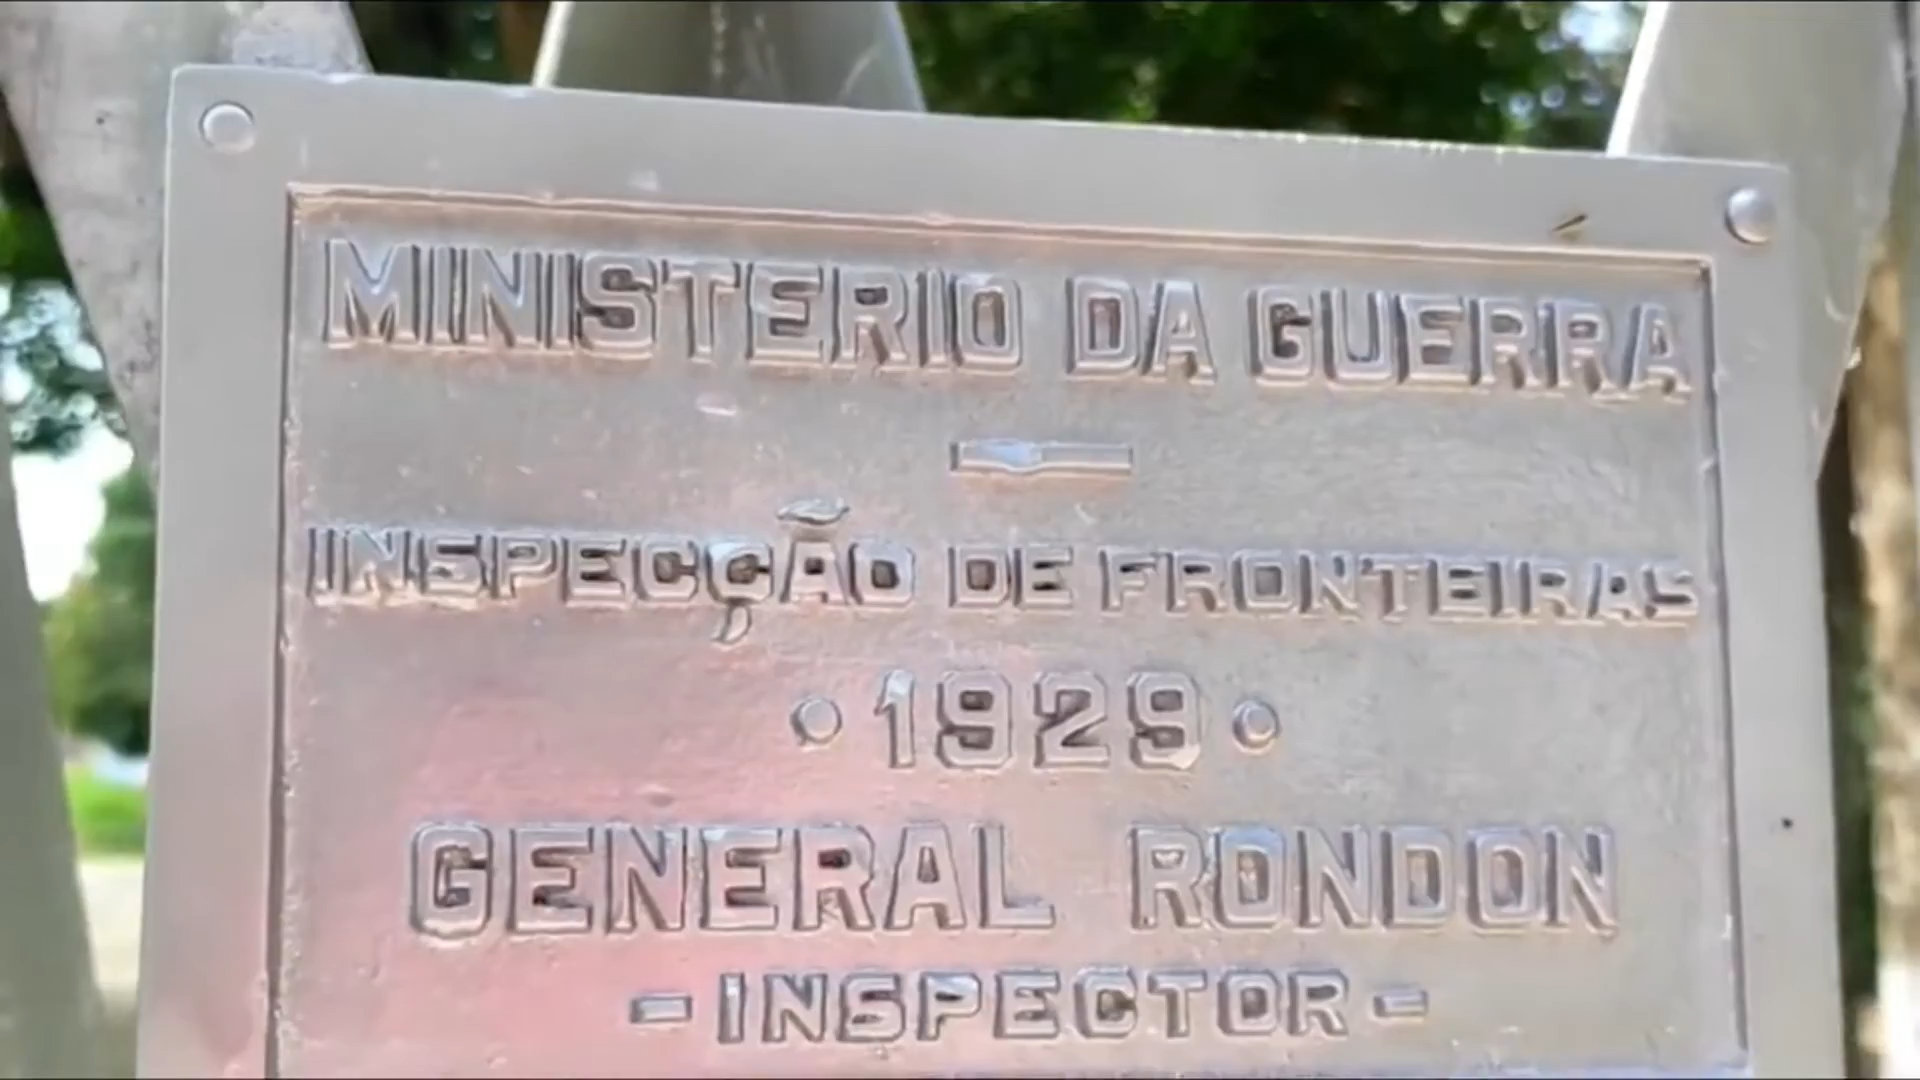 MINISTERIO DA GUERRA
—
INSPECÇÃO DE FRONTEIRAS
·1929·
GENERAL RONDON
-INSPECTOR-